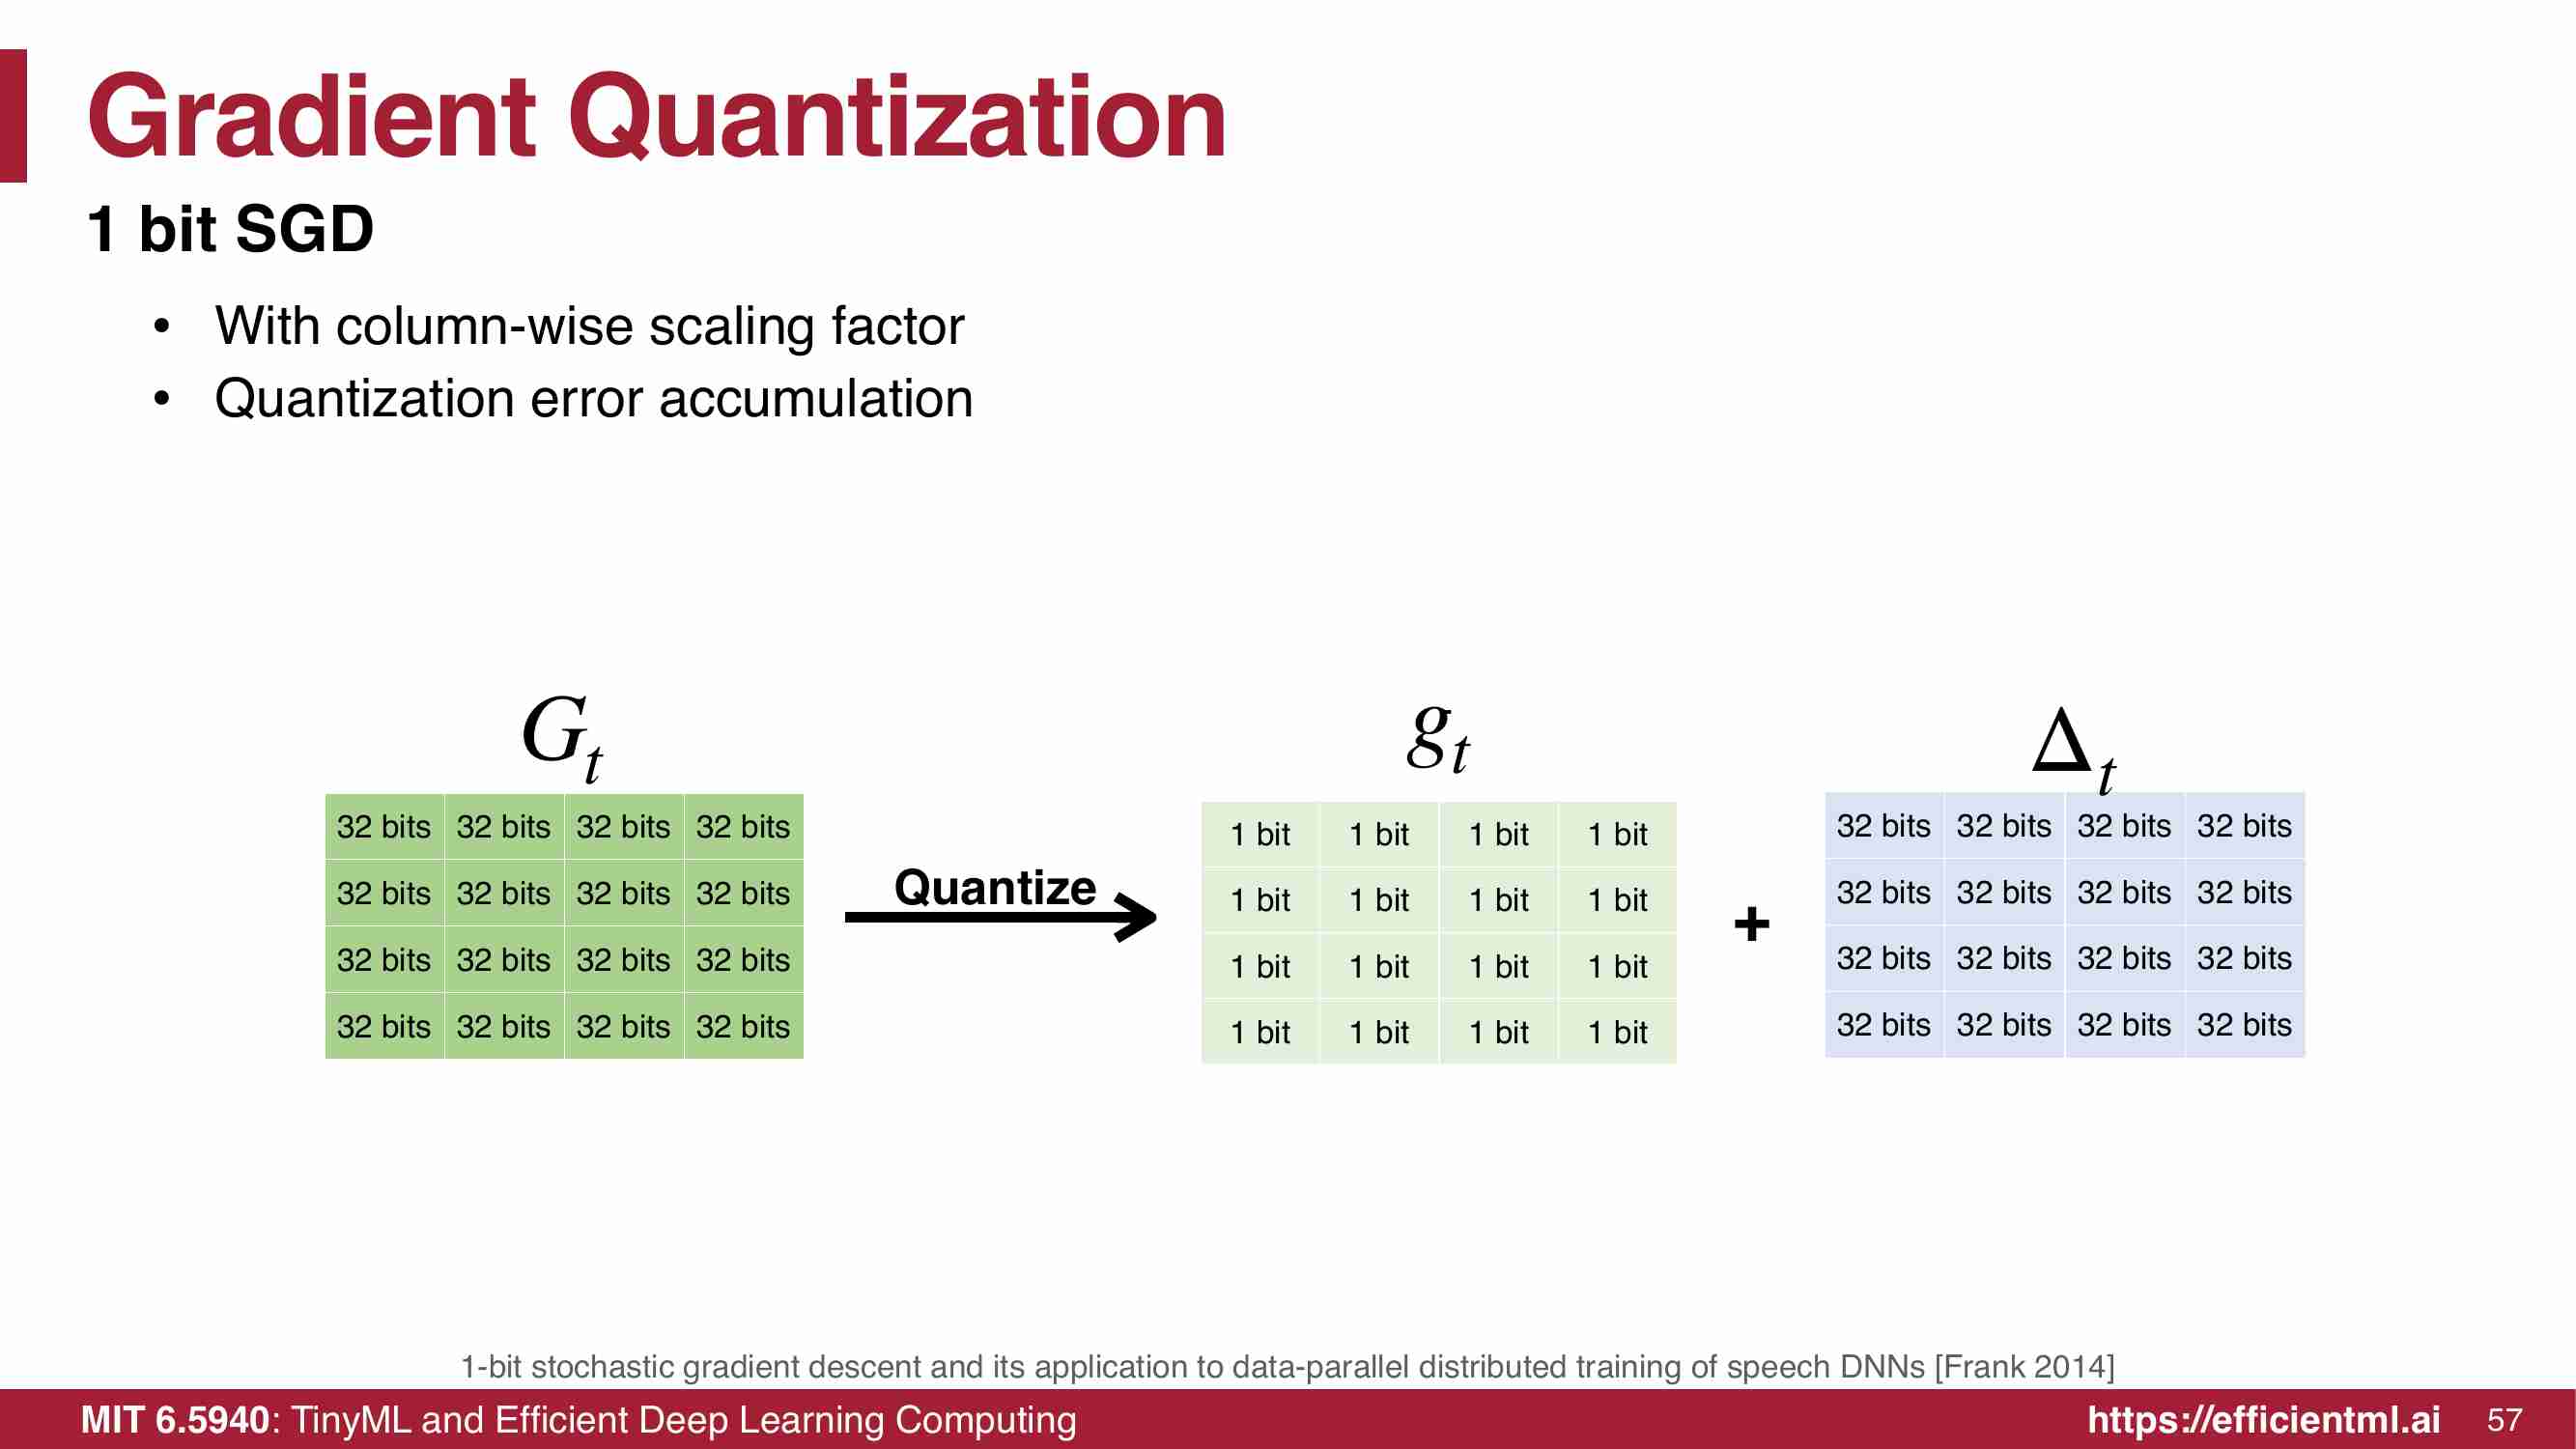 Gradient Quantization
1 bit SGD
• With column-wise scaling factor
• Quantization error accumulation
G_t
g_t
Δ_t
32 bits 32 bits 32 bits 32 bits
32 bits 32 bits 32 bits 32 bits
32 bits 32 bits 32 bits 32 bits
32 bits 32 bits 32 bits 32 bits
Quantize
1 bit 1 bit 1 bit 1 bit
1 bit 1 bit 1 bit 1 bit
1 bit 1 bit 1 bit 1 bit
1 bit 1 bit 1 bit 1 bit
+
32 bits 32 bits 32 bits 32 bits
32 bits 32 bits 32 bits 32 bits
32 bits 32 bits 32 bits 32 bits
32 bits 32 bits 32 bits 32 bits
1-bit stochastic gradient descent and its application to data-parallel distributed training of speech DNNs [Frank 2014]
MIT 6.5940: TinyML and Efficient Deep Learning Computing
https://efficientml.ai 57